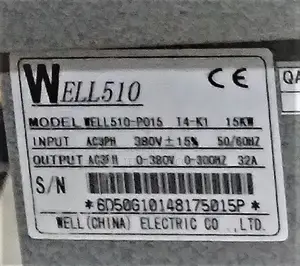 WELL510
CE
QA
MODEL WELL510-P015 14-K1 15KW
INPUT AC3PH 380V±15% 50/60HZ
OUTPUT AC3PH 0-380V 0-300HZ 32A
S/N
*6D50G10148175015P*
WELL(CHINA) ELECTRIC CO .,LTD.